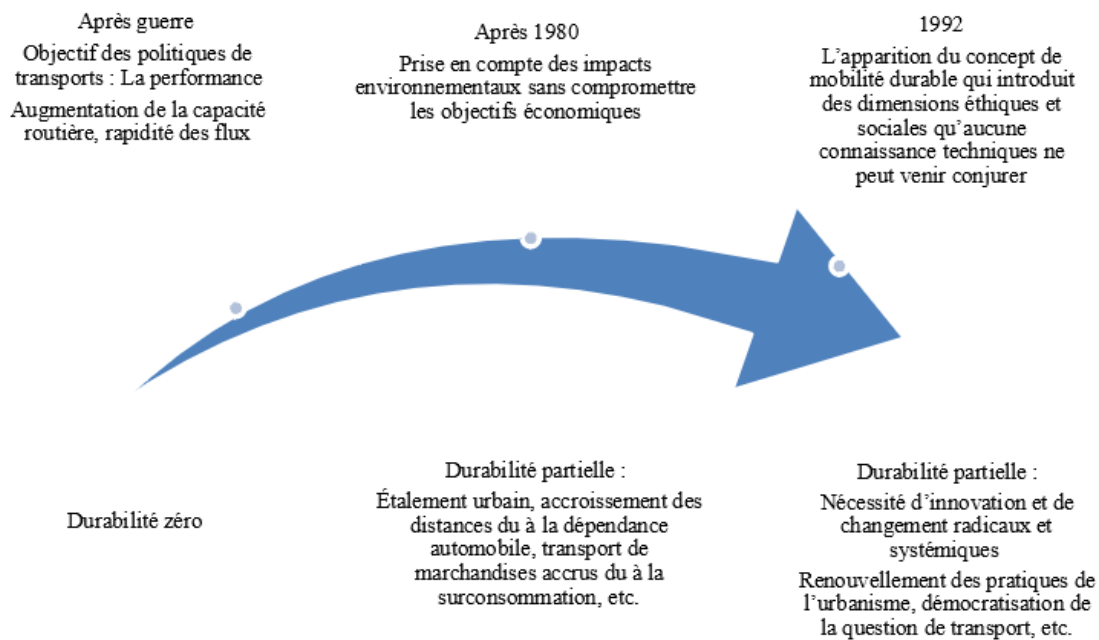 Après guerre
Objectif des politiques de
transports : La performance
Augmentation de la capacité
routière, rapidité des flux
Après 1980
Prise en compte des impacts
environnementaux sans compromettre
les objectifs économiques
1992
L’apparition du concept de
mobilité durable qui introduit
des dimensions éthiques et
sociales qu’aucune
connaissance techniques ne
peut venir conjurer
Durabilité zéro
Durabilité partielle :
Étalement urbain, accroissement des
distances du à la dépendance
automobile, transport de
marchandises accrus du à la
surconsommation, etc.
Durabilité partielle :
Nécessité d’innovation et de
changement radicaux et
systémiques
Renouvellement des pratiques de
l’urbanisme, démocratisation de
la question de transport, etc.